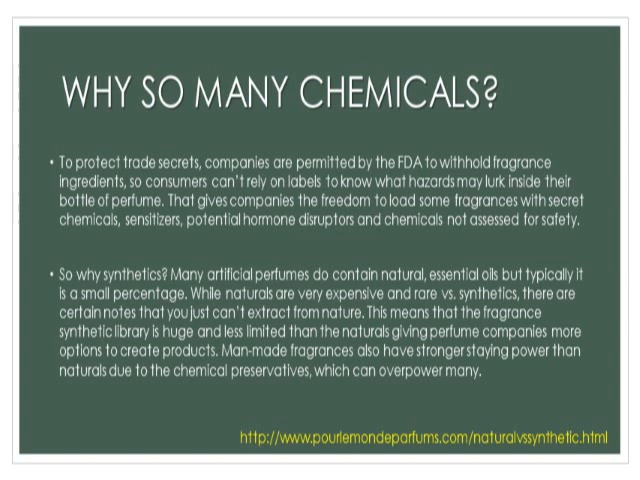 WHY SO MANY CHEMICALS?
• To protect trade secrets, companies are permitted by the FDA to withhold fragrance
ingredients, so consumers can't rely on labels to know what hazards may lurk inside their
bottle of perfume. That gives companies the freedom to load some fragrances with secret
chemicals, sensitizers, potential hormone disruptors and chemicals not assessed for safety.
• So why synthetics? Many artificial perfumes do contain natural, essential oils but typically it
is a small percentage. While naturals are very expensive and rare vs. synthetics, there are
certain notes that you just can't extract from nature. This means that the fragrance
synthetic library is huge and less limited than the naturals giving perfume companies more
options to create products. Man-made fragrances also have stronger staying power than
naturals due to the chemical preservatives, which can overpower many.
http://www.pourlemondeparfums.com/naturalvssynthetic.html